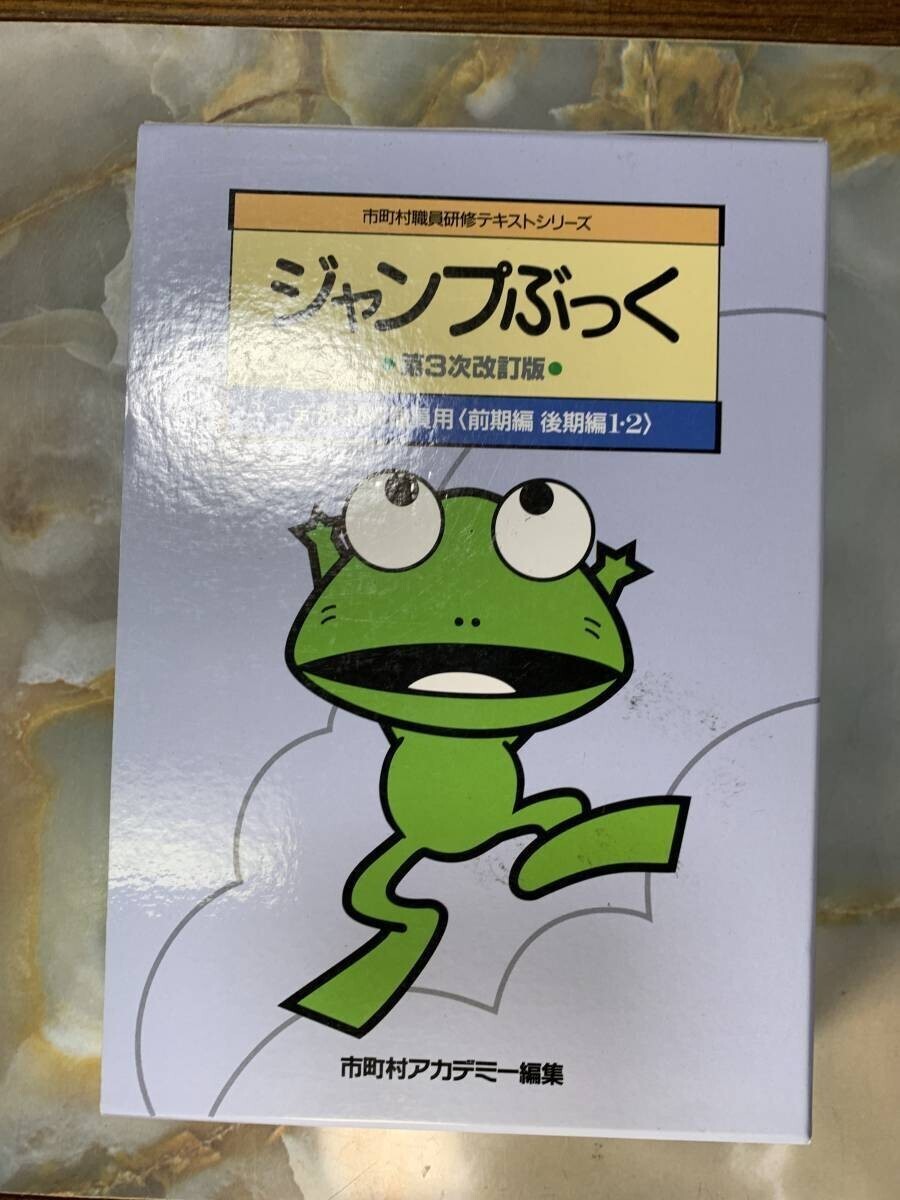 市町村職員研修テキストシリーズ
ジャンプぶっく
●第3次改訂版●
員用〈前期編 後期編1・2〉
市町村アカデミー編集